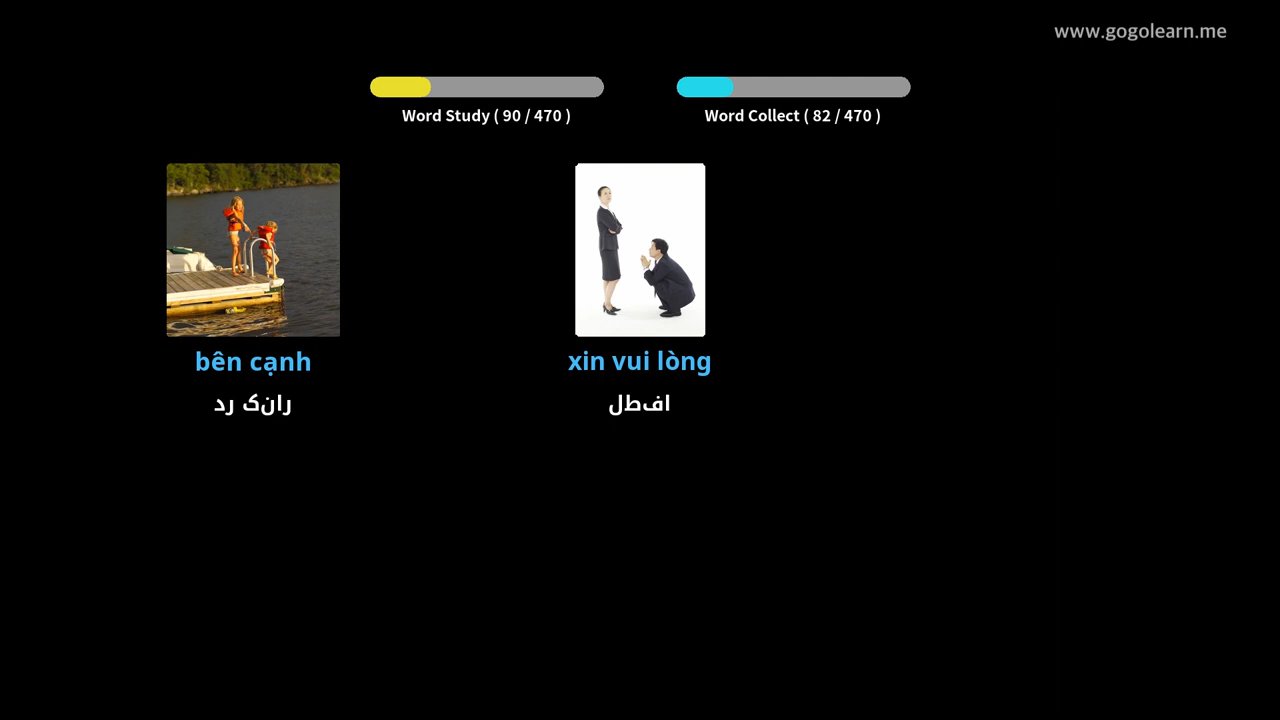 www.gogolearn.me
Word Study ( 90 / 470 )
Word Collect ( 82 / 470 )
bên cạnh
رانک رد
xin vui lòng
افطل